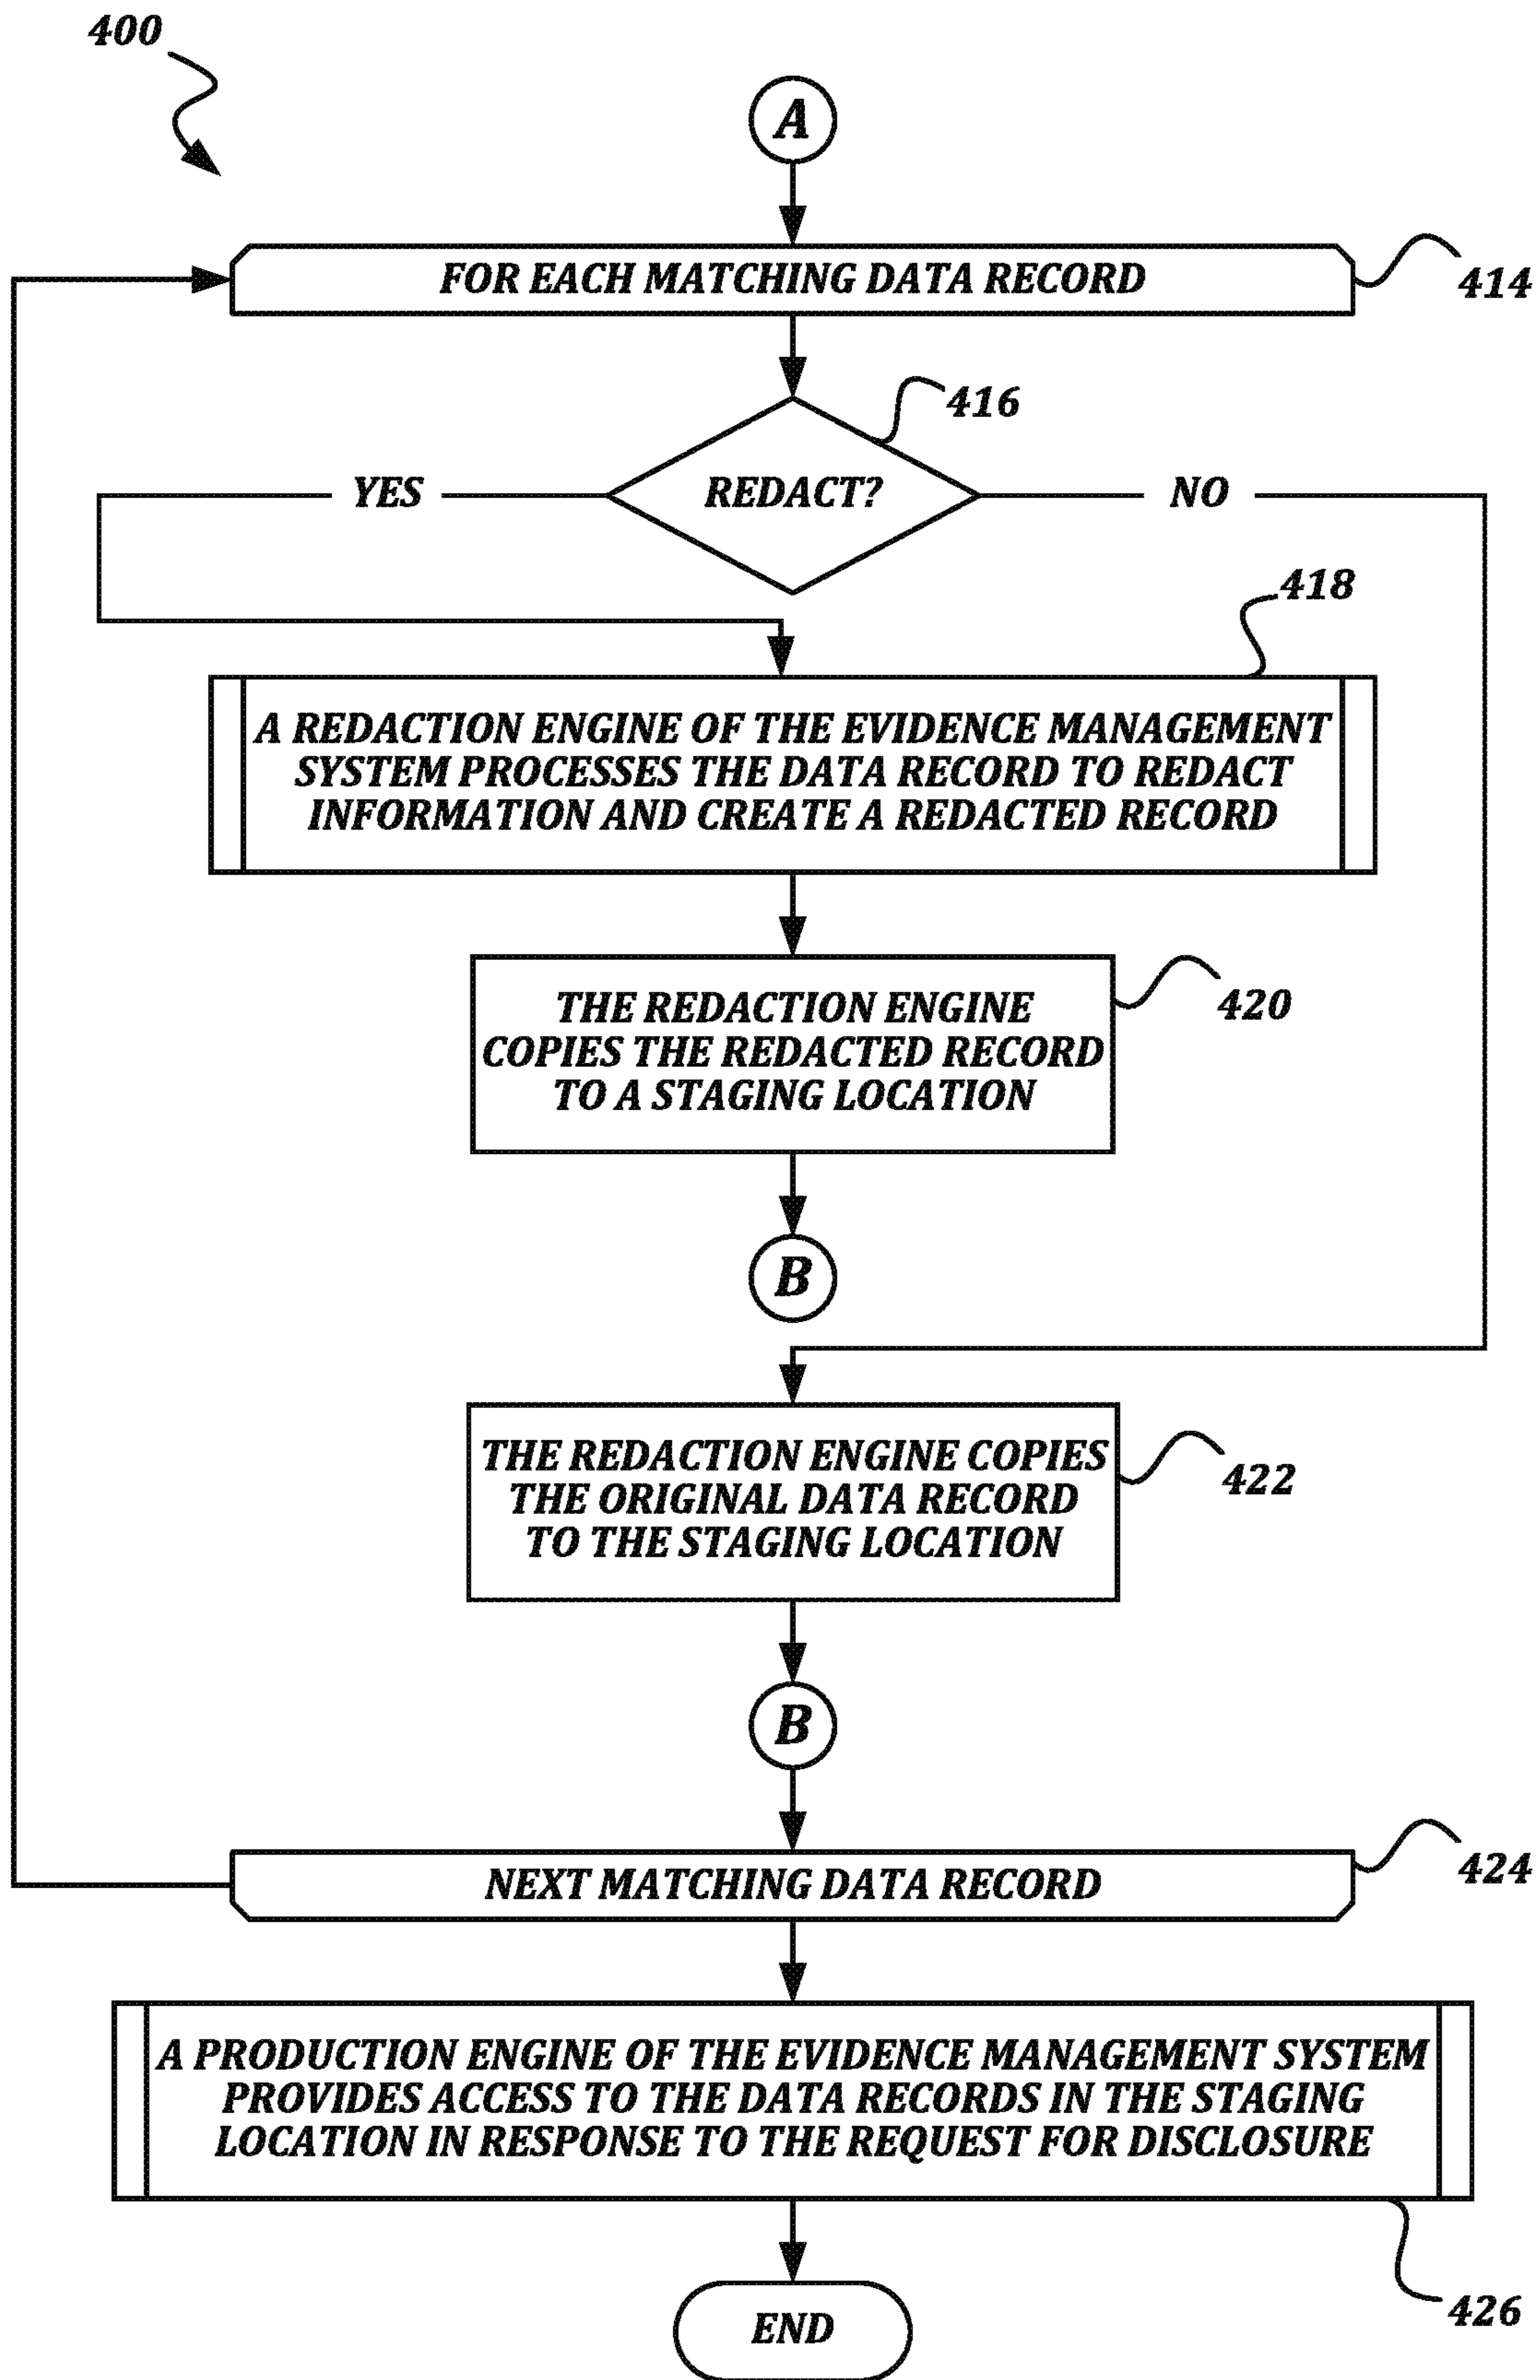 400
A
FOR EACH MATCHING DATA RECORD
414
416
YES
REDACT?
NO
418
A REDACTION ENGINE OF THE EVIDENCE MANAGEMENT
SYSTEM PROCESSES THE DATA RECORD TO REDACT
INFORMATION AND CREATE A REDACTED RECORD
THE REDACTION ENGINE
COPIES THE REDACTED RECORD
TO A STAGING LOCATION
420
B
THE REDACTION ENGINE COPIES
THE ORIGINAL DATA RECORD
TO THE STAGING LOCATION
422
B
NEXT MATCHING DATA RECORD
424
A PRODUCTION ENGINE OF THE EVIDENCE MANAGEMENT SYSTEM
PROVIDES ACCESS TO THE DATA RECORDS IN THE STAGING
LOCATION IN RESPONSE TO THE REQUEST FOR DISCLOSURE
426
END